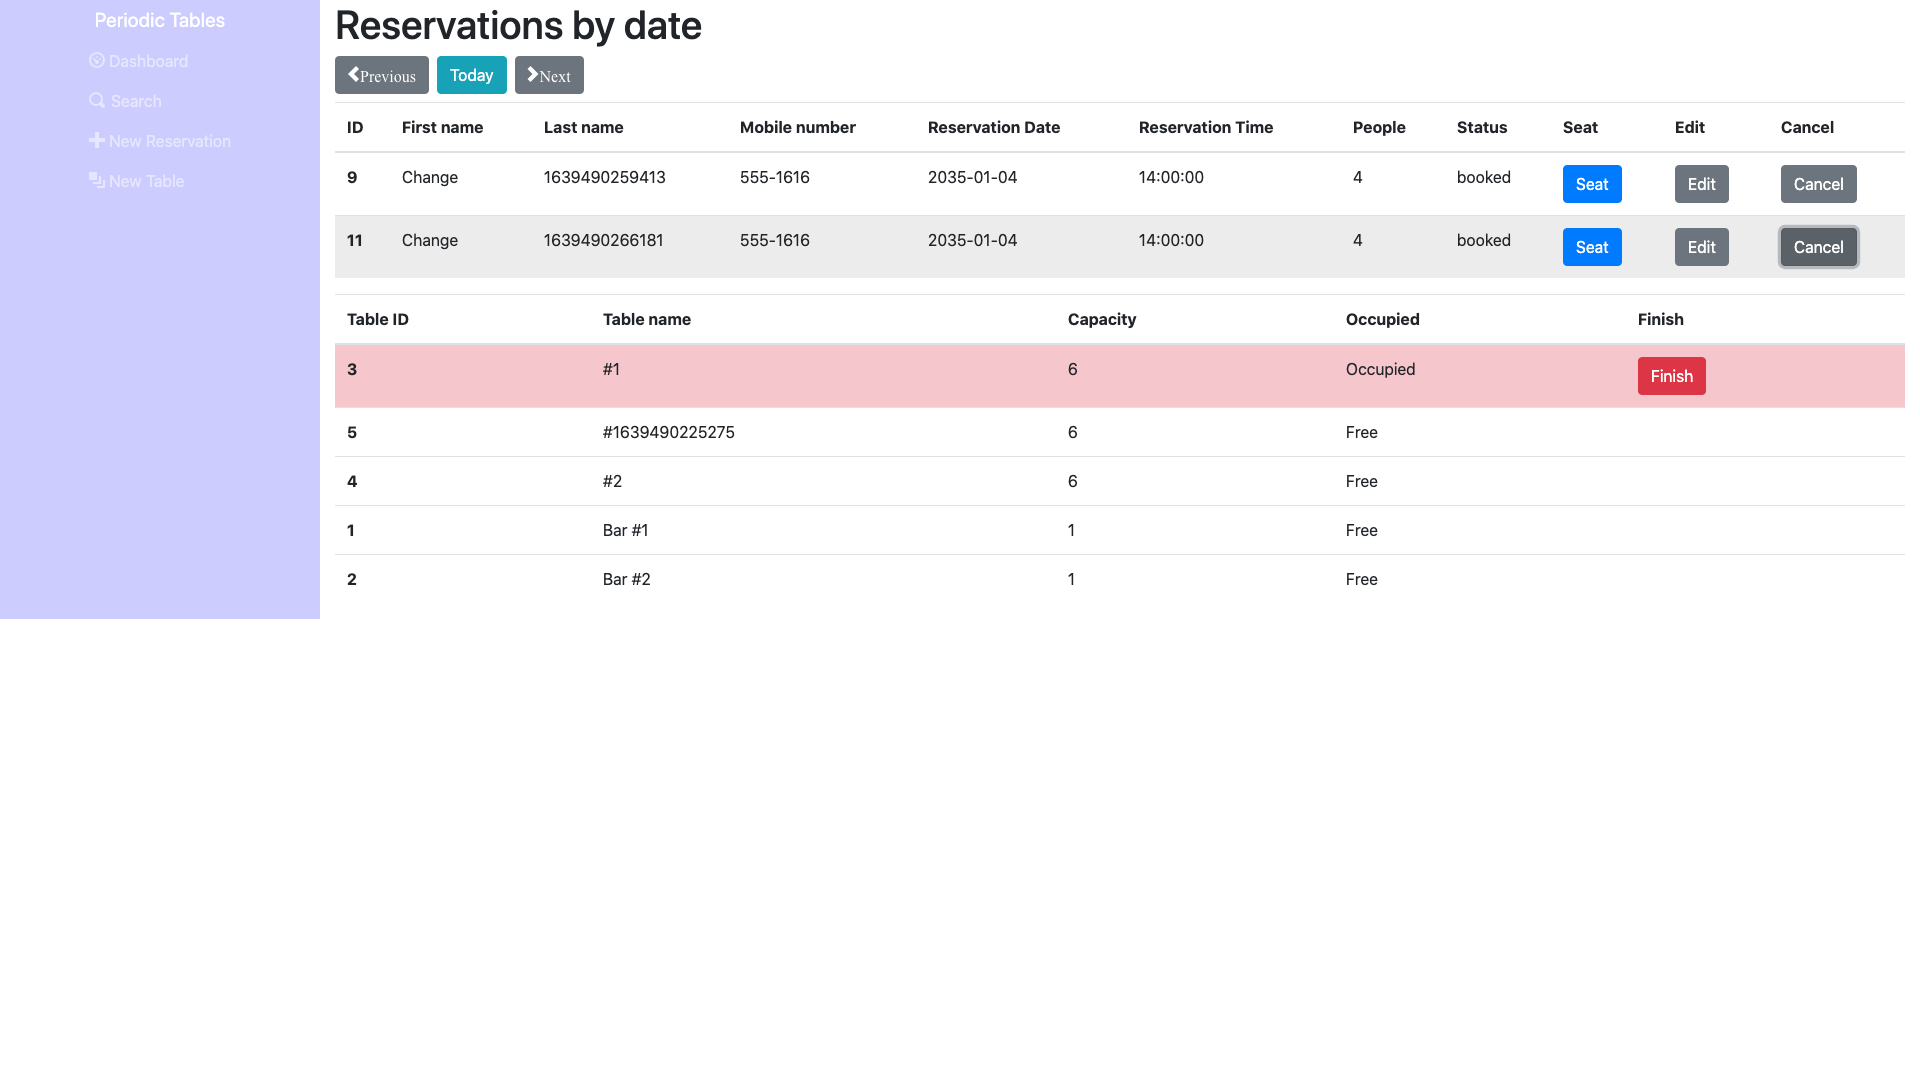 Periodic Tables
Dashboard
Search
New Reservation
New Table
Reservations by date
Previous Today Next
ID First name Last name Mobile number Reservation Date Reservation Time People Status Seat Edit Cancel
9 Change 1639490259413 555-1616 2035-01-04 14:00:00 4 booked Seat Edit Cancel
11 Change 1639490266181 555-1616 2035-01-04 14:00:00 4 booked Seat Edit Cancel
Table ID Table name Capacity Occupied Finish
3 #1 6 Occupied Finish
5 #1639490225275 6 Free
4 #2 6 Free
1 Bar #1 1 Free
2 Bar #2 1 Free